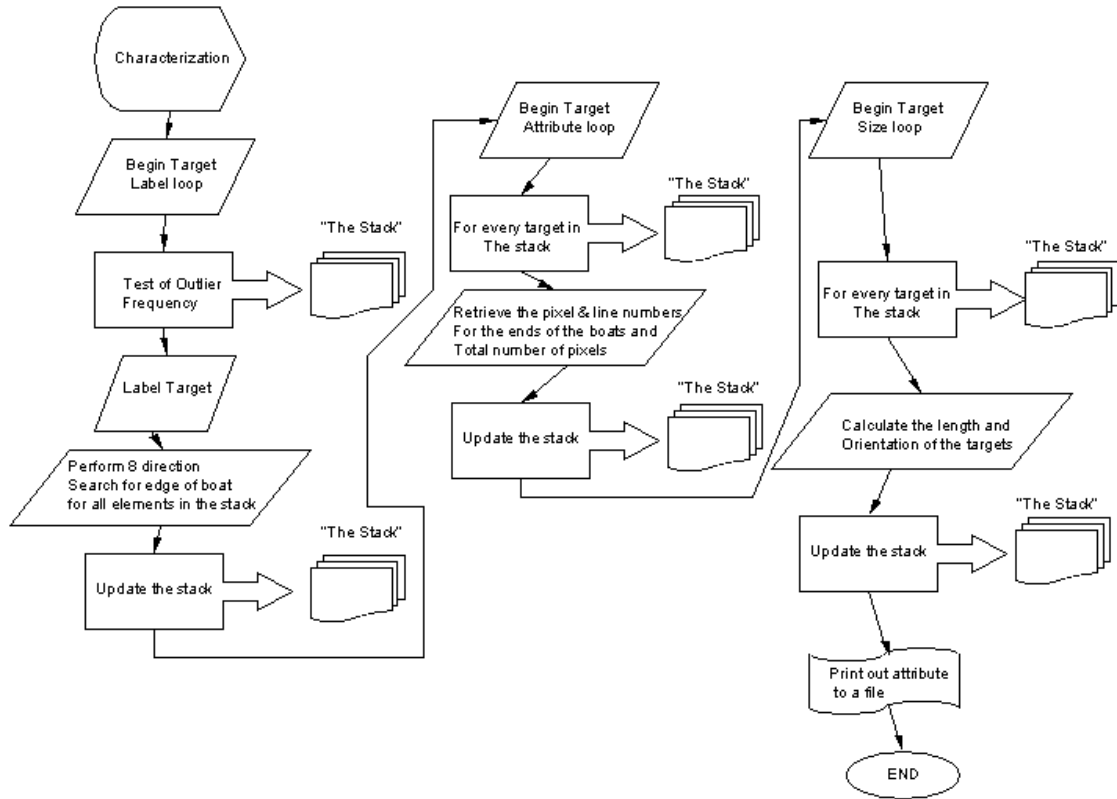 Characterization
Begin Target
Label loop
"The Stack"
Test of Outlier
Frequency
Label Target
Perform 8 direction
Search for edge of boat
for all elements in the stack
"The Stack"
Update the stack
Begin Target
Attribute loop
"The Stack"
For every target in
The stack
Retrieve the pixel & line numbers
For the ends of the boats and
Total number of pixels
"The Stack"
Update the stack
Begin Target
Size loop
"The Stack"
For every target in
The stack
Calculate the length and
Orientation of the targets
"The Stack"
Update the stack
Print out attribute
to a file
END